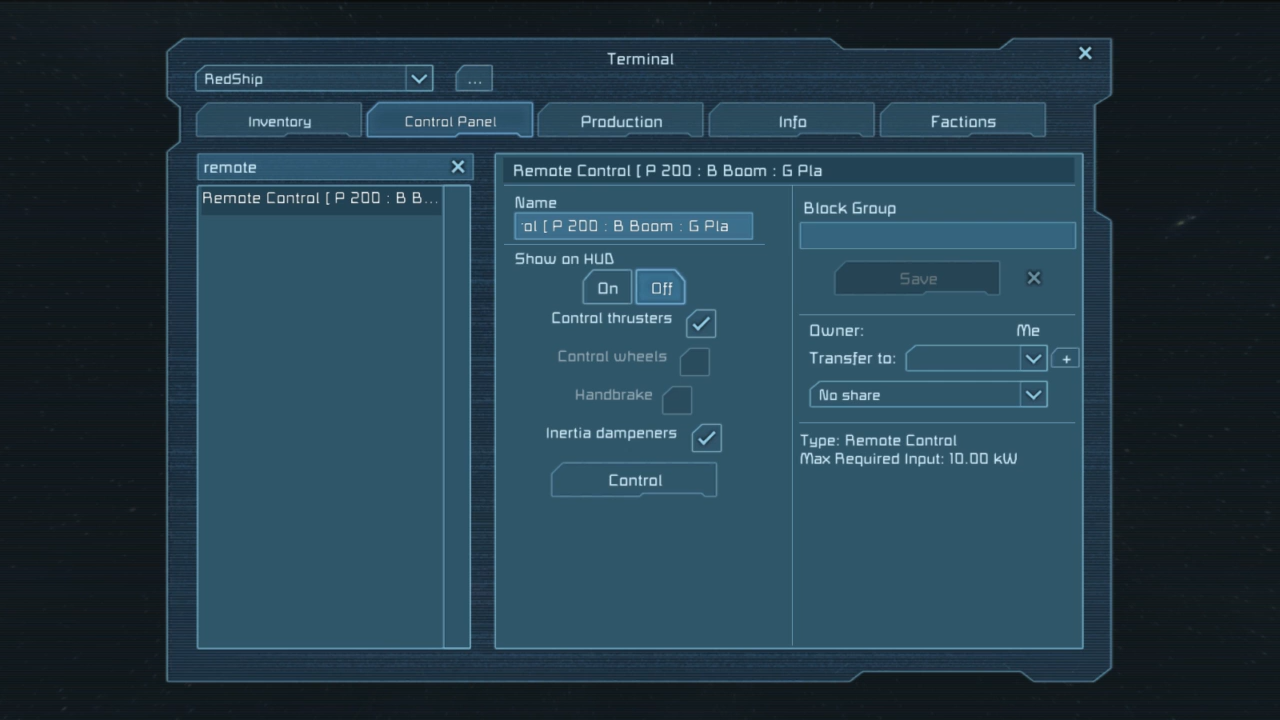 Terminal
RedShip
...
Inventory
Control Panel
Production
Info
Factions
remote
Remote Control [ P 200 : B B...
Remote Control [ P 200 : B Boom : G Pla
Name
ol [ P 200 : B Boom : G Pla
Show on HUD
On
Off
Control thrusters
Control wheels
Handbrake
Inertia dampeners
Control
Block Group
Save
Owner: Me
Transfer to:
+
No share
Type: Remote Control
Max Required Input: 10.00 kW